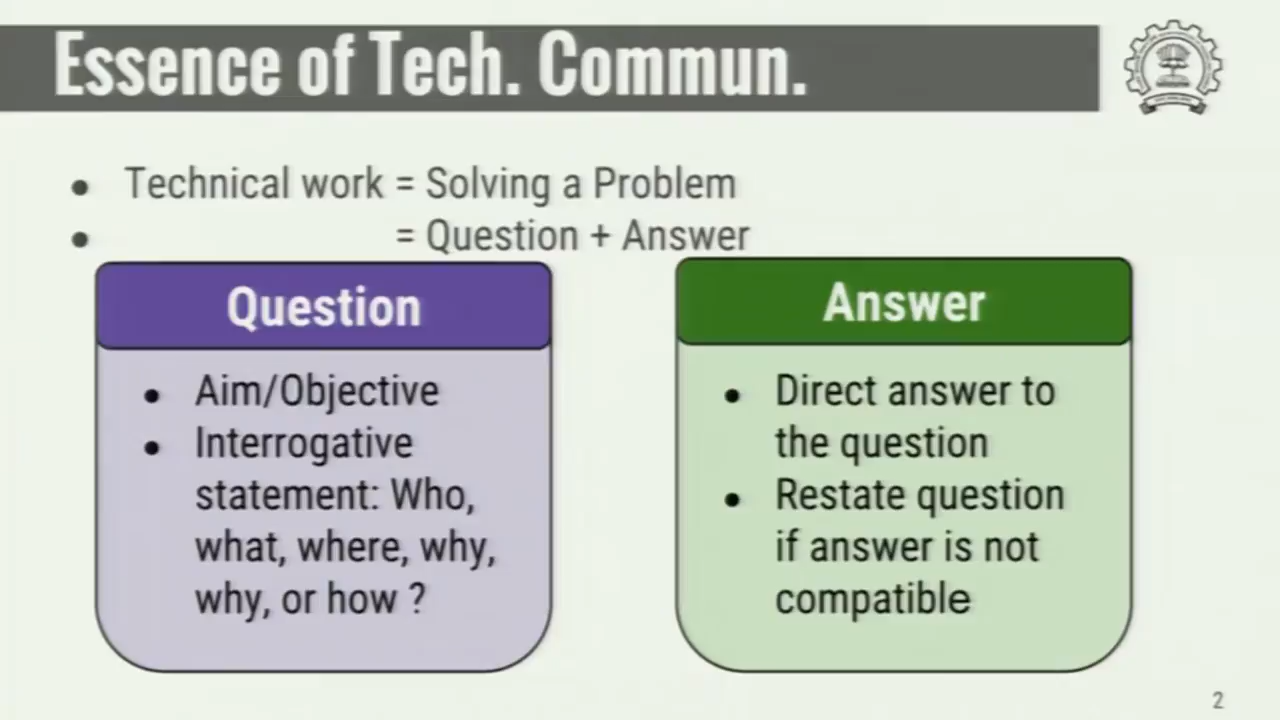 Essence of Tech. Commun.
• Technical work = Solving a Problem
• = Question + Answer
Question
• Aim/Objective
• Interrogative
statement: Who,
what, where, why,
why, or how ?
Answer
• Direct answer to
the question
• Restate question
if answer is not
compatible
2